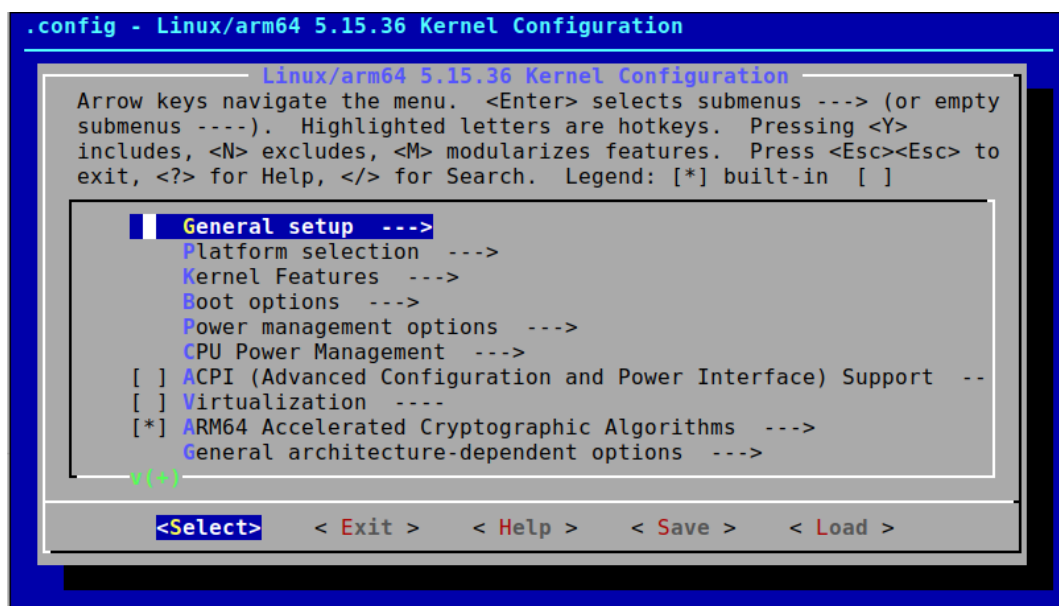 .config - Linux/arm64 5.15.36 Kernel Configuration
Linux/arm64 5.15.36 Kernel Configuration
Arrow keys navigate the menu.  <Enter> selects submenus ---> (or empty
submenus ----).  Highlighted letters are hotkeys.  Pressing <Y>
includes, <N> excludes, <M> modularizes features.  Press <Esc><Esc> to
exit, <?> for Help, </> for Search.  Legend: [*] built-in  [ ]
General setup  --->
Platform selection  --->
Kernel Features  --->
Boot options  --->
Power management options  --->
CPU Power Management  --->
[ ] ACPI (Advanced Configuration and Power Interface) Support  --
[ ] Virtualization  ----
[*] ARM64 Accelerated Cryptographic Algorithms  --->
General architecture-dependent options  --->
v(+)
<Select>    < Exit >    < Help >    < Save >    < Load >